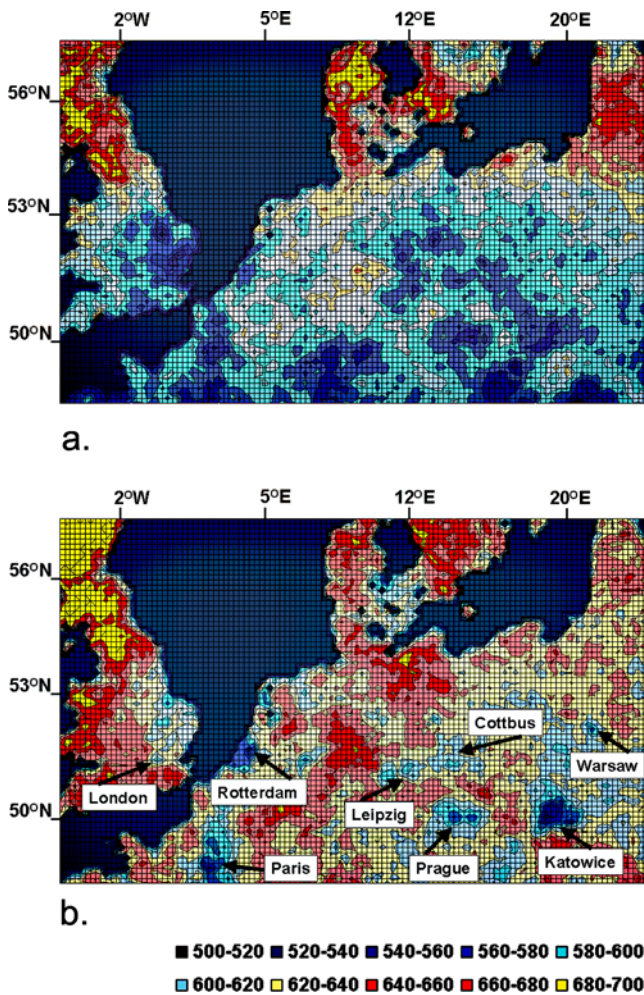 2°W 5°E 12°E 20°E
56°N
53°N
50°N
a.
2°W 5°E 12°E 20°E
56°N
53°N
Cottbus
Warsaw
London
Rotterdam
Leipzig
50°N
Paris
Prague
Katowice
b.
500-520 520-540 540-560 560-580 580-600
600-620 620-640 640-660 660-680 680-700